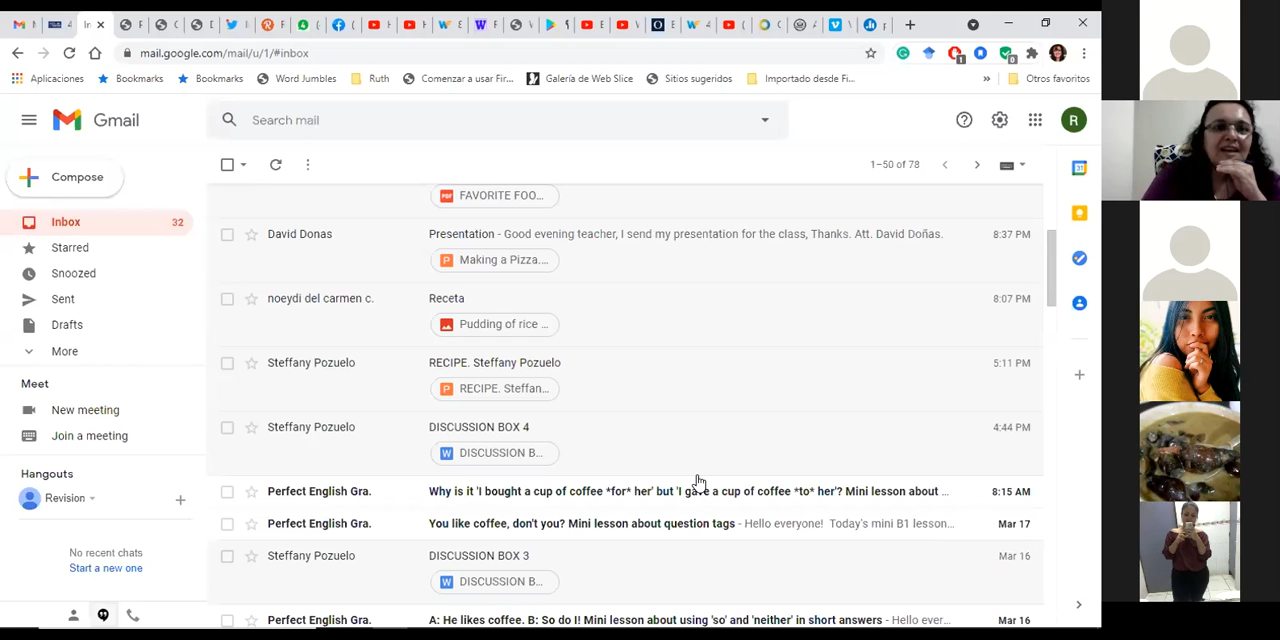 In
mail.google.com/mail/u/1/#inbox
Aplicaciones Bookmarks Bookmarks Word Jumbles Ruth Comenzar a usar Fir... Galería de Web Slice Sitios sugeridos Importado desde Fi... » Otros favoritos
Gmail
Search mail
R
Compose
1–50 of 78
Inbox 32
Starred
Snoozed
Sent
Drafts
More
Meet
New meeting
Join a meeting
Hangouts
Revision
No recent chats
Start a new one
PDF FAVORITE FOO...
David Donas Presentation - Good evening teacher, I send my presentation for the class, Thanks. Att. David Doñas. 8:37 PM
P Making a Pizza....
noeydi del carmen c. Receta 8:07 PM
Pudding of rice ...
Steffany Pozuelo RECIPE. Steffany Pozuelo 5:11 PM
P RECIPE. Steffan...
Steffany Pozuelo DISCUSSION BOX 4 4:44 PM
W DISCUSSION B...
Perfect English Gra. Why is it 'I bought a cup of coffee *for* her' but 'I gave a cup of coffee *to* her'? Mini lesson about ... 8:15 AM
Perfect English Gra. You like coffee, don't you? Mini lesson about question tags - Hello everyone! Today's mini B1 lesson... Mar 17
Steffany Pozuelo DISCUSSION BOX 3 Mar 16
W DISCUSSION B...
Perfect English Gra. A: He likes coffee. B: So do I! Mini lesson about using 'so' and 'neither' in short answers - Hello ever... Mar 16